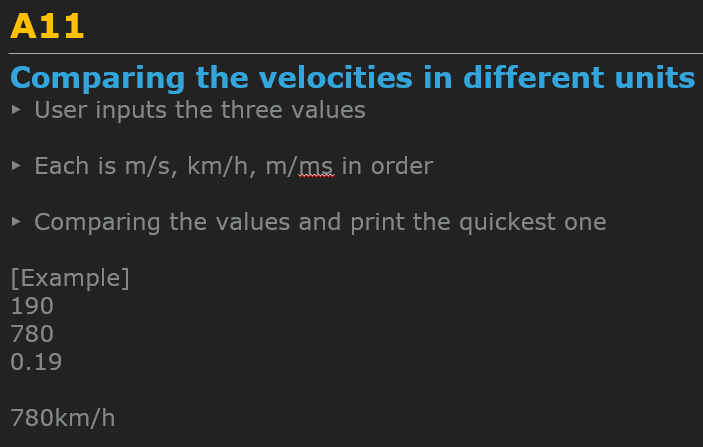 A11
Comparing the velocities in different units
▸ User inputs the three values
▸ Each is m/s, km/h, m/ms in order
▸ Comparing the values and print the quickest one
[Example]
190
780
0.19
780km/h